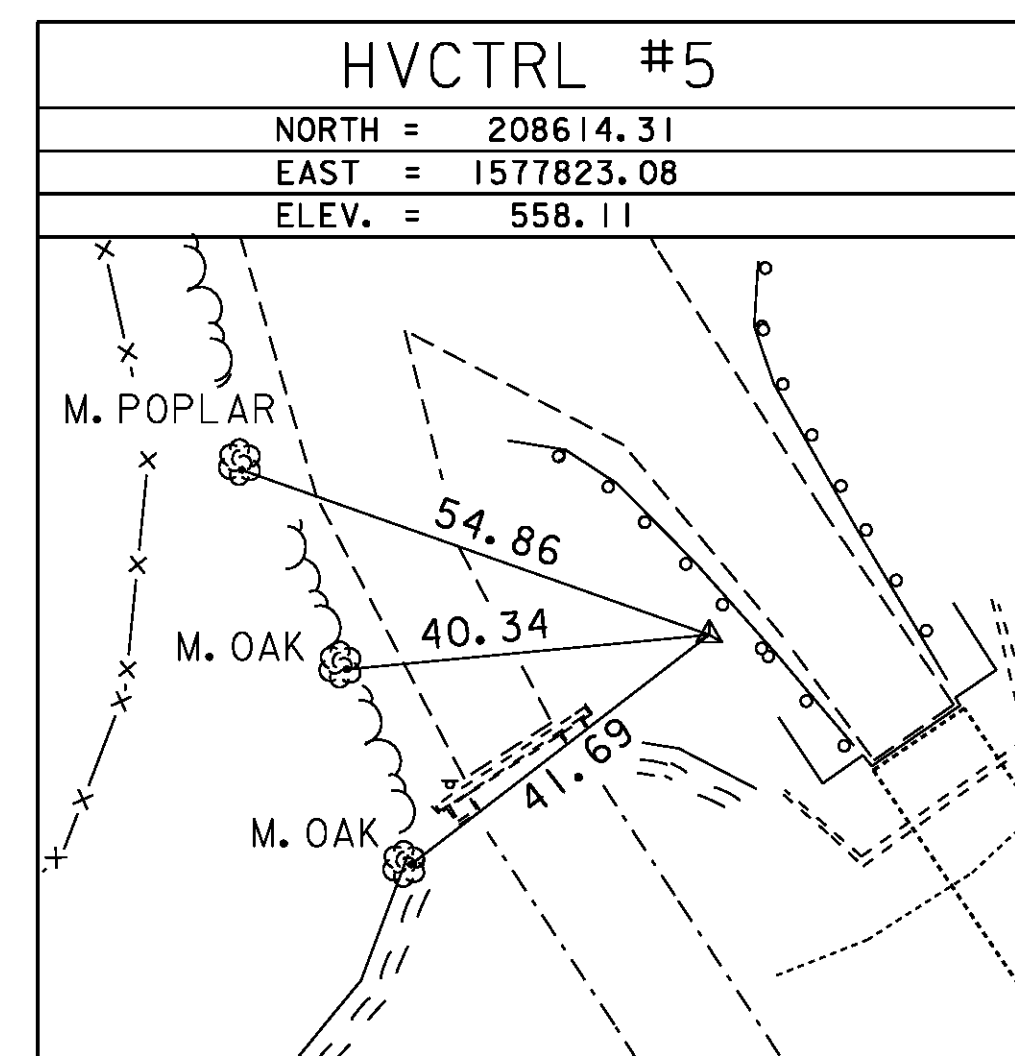 HVCTRL #5
NORTH = 208614.31
EAST = 1577823.08
ELEV. = 558.11
M. POPLAR
54.86
40.34
M. OAK
41.69
M. OAK